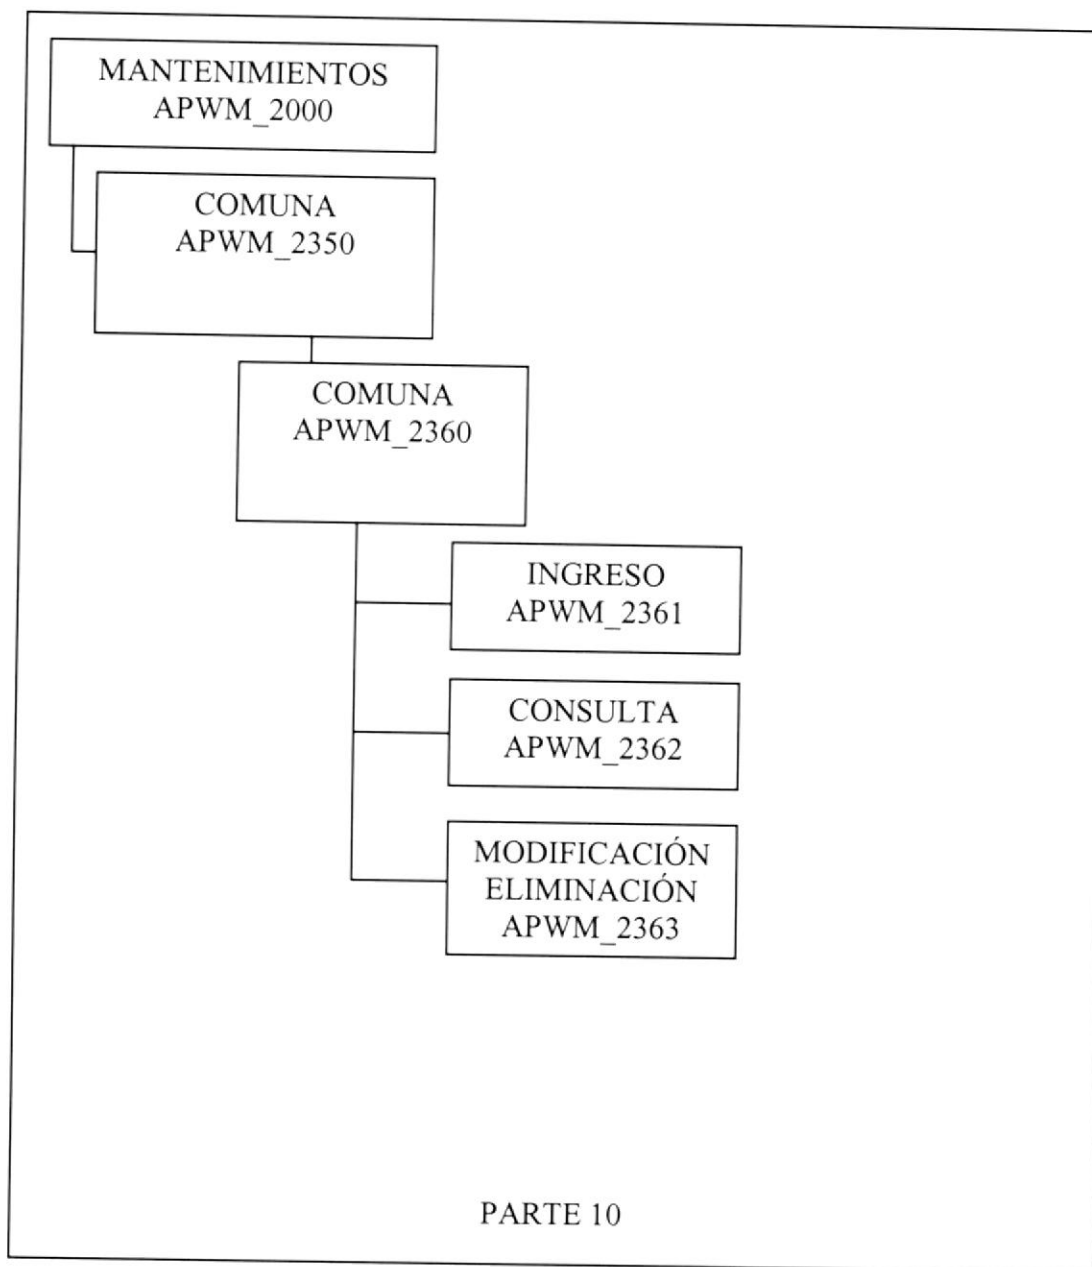 MANTENIMIENTOS
APWM_2000
COMUNA
APWM_2350
COMUNA
APWM_2360
INGRESO
APWM_2361
CONSULTA
APWM_2362
MODIFICACIÓN
ELIMINACIÓN
APWM_2363
PARTE 10